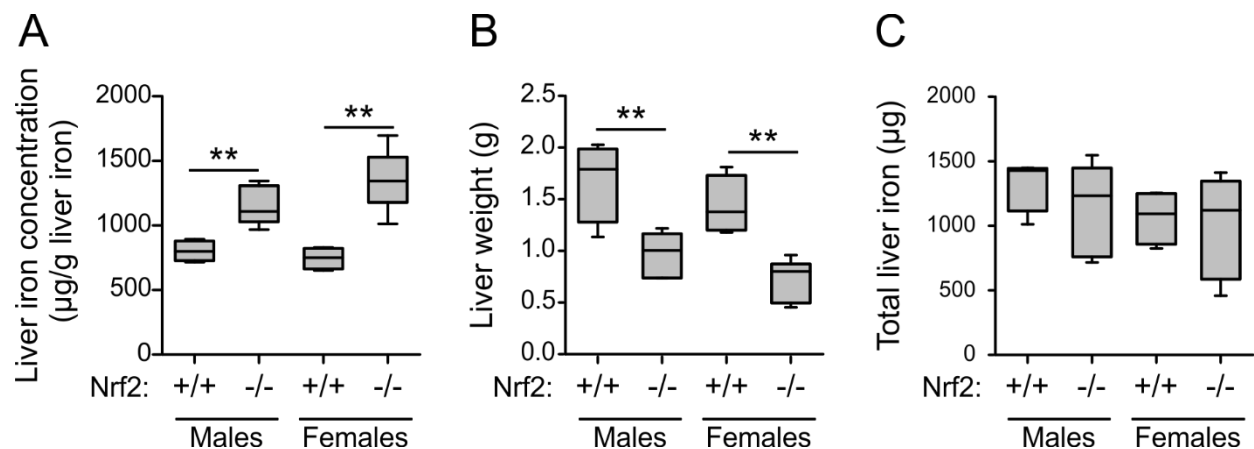 A
Liver iron concentration
(µg/g liver iron)
2000
1500
1000
500
0
**
**
Nrf2: +/+ -/- +/+ -/-
Males Females
B
Liver weight (g)
2.5
2.0
1.5
1.0
0.5
0.0
**
**
Nrf2: +/+ -/- +/+ -/-
Males Females
C
Total liver iron (µg)
2000
1500
1000
500
0
Nrf2: +/+ -/- +/+ -/-
Males Females